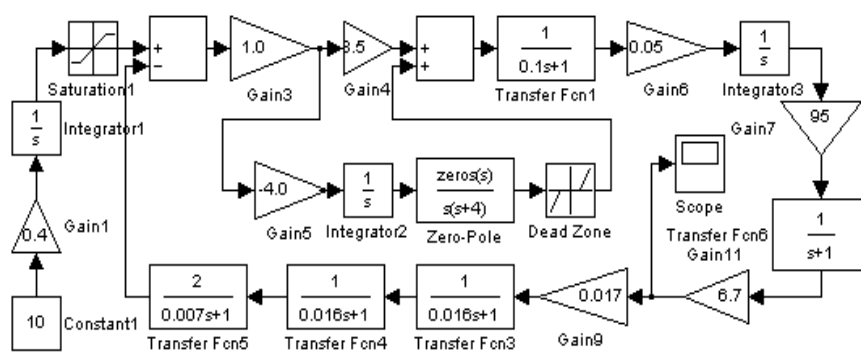 +
−
1.0
8.5
+
+
1
0.1s+1
0.05
1
s
Saturation1
Gain3
Gain4
Transfer Fcn1
Gain6
Integrator3
1
s
Integrator1
Gain7
95
-4.0
1
s
zeros(s)
s(s+4)
Gain5
Integrator2
Zero-Pole
Dead Zone
Scope
0.4
Gain1
Transfer Fcn6
1
s+1
Gain11
10
Constant1
2
0.007s+1
1
0.016s+1
1
0.016s+1
0.017
6.7
Transfer Fcn5
Transfer Fcn4
Transfer Fcn3
Gain9